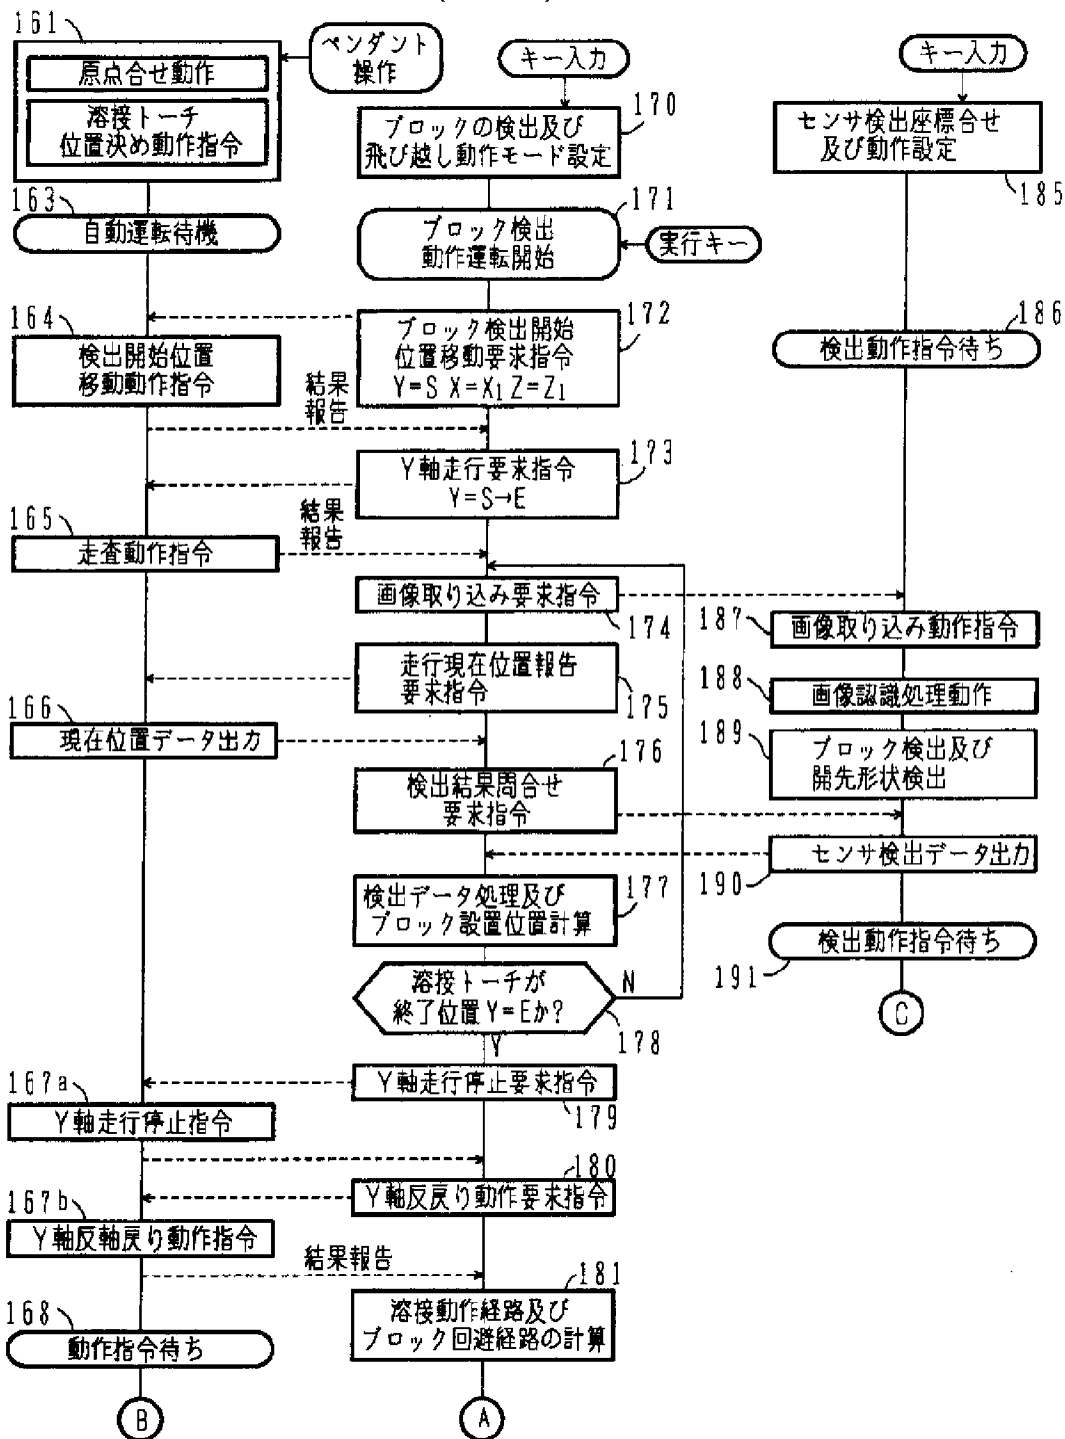 161
ペンダント
操作
原点合せ動作
溶接トーチ
位置決め動作指令
163
自動運転待機
164
検出開始位置
移動動作指令
結果
報告
165
走査動作指令
結果
報告
166
現在位置データ出力
167a
Y軸走行停止指令
167b
Y軸反軸戻り動作指令
結果報告
168
動作指令待ち
B
キー入力
170
ブロックの検出及び
飛び越し動作モード設定
171
ブロック検出
動作運転開始
実行キー
172
ブロック検出開始
位置移動要求指令
Y=S X=X1 Z=Z1
173
Y軸走行要求指令
Y=S→E
画像取り込み要求指令
174
走行現在位置報告
要求指令
175
176
検出結果問合せ
要求指令
177
検出データ処理及び
ブロック設置位置計算
溶接トーチが
終了位置Y=Eか?
N
178
Y
Y軸走行停止要求指令
179
180
Y軸反戻り動作要求指令
181
溶接動作経路及び
ブロック回避経路の計算
A
キー入力
センサ検出座標合せ
及び動作設定
185
186
検出動作指令待ち
187
画像取り込み動作指令
188
画像認識処理動作
189
ブロック検出及び
開先形状検出
センサ検出データ出力
190
検出動作指令待ち
191
C